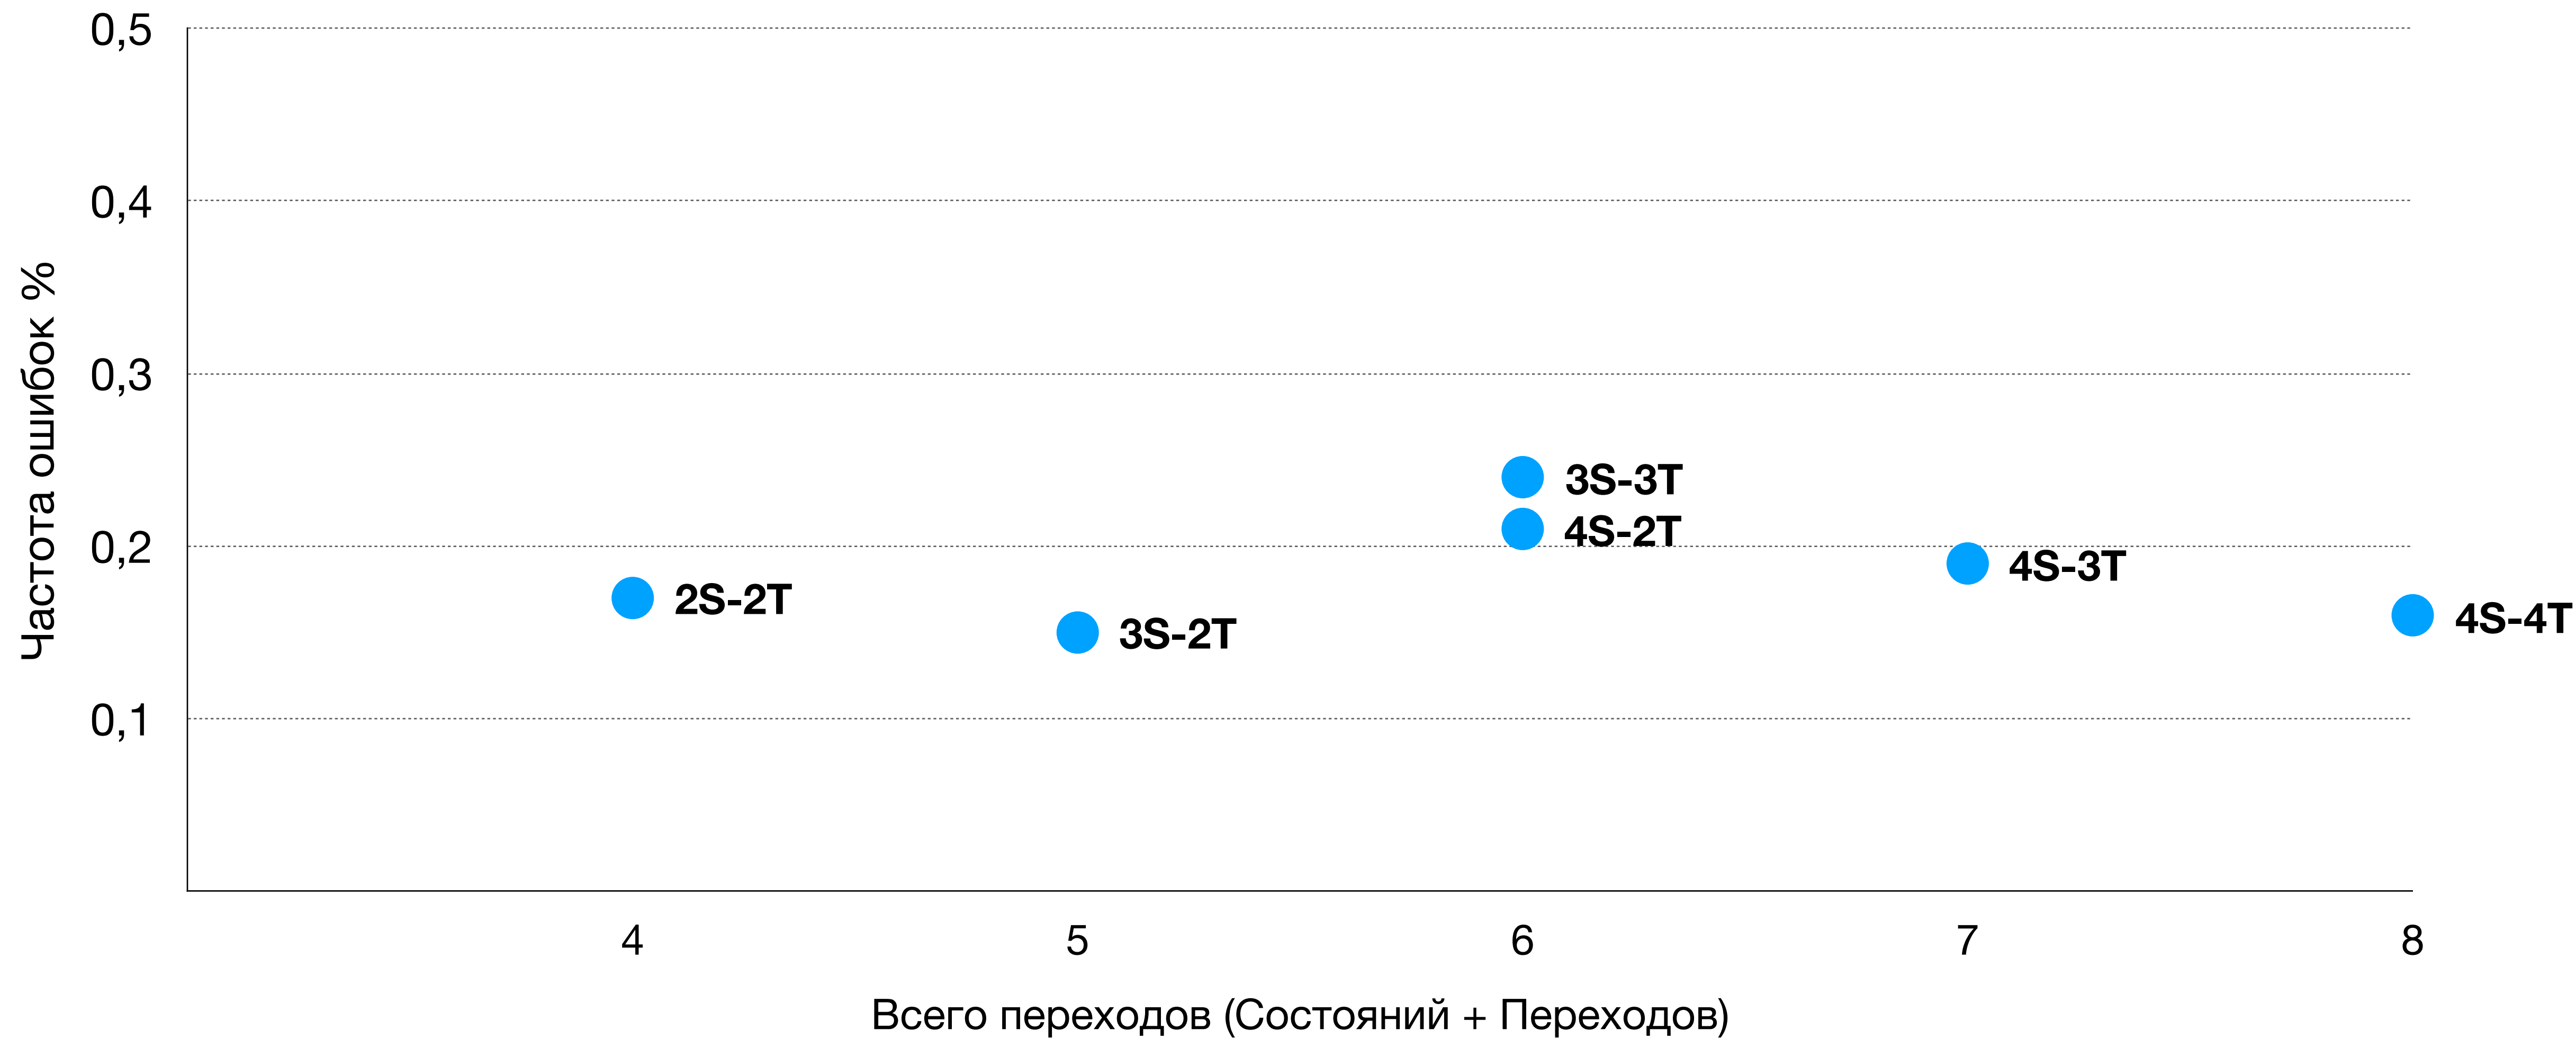 0,5
0,4
0,3
0,2
0,1
Частота ошибок %
3S-3T
4S-2T
4S-3T
2S-2T
4S-4T
3S-2T
4
5
6
7
8
Всего переходов (Состояний + Переходов)